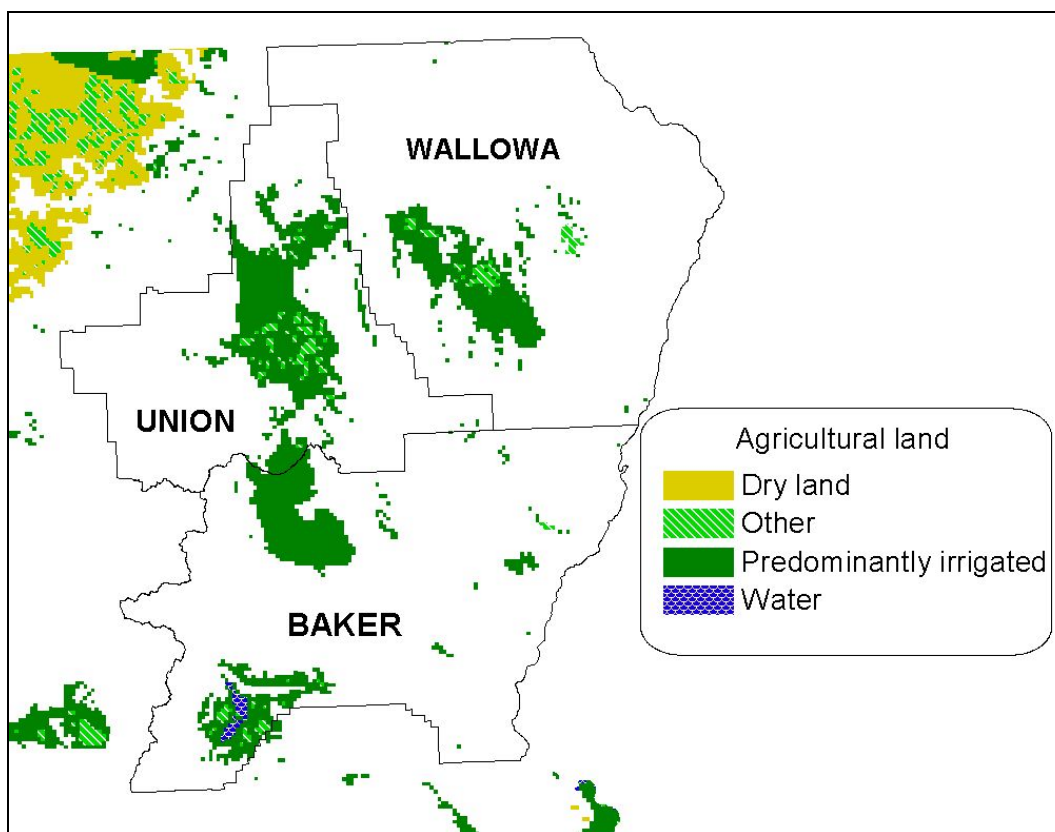 WALLOWA
UNION
BAKER
Agricultural land
Dry land
Other
Predominantly irrigated
Water